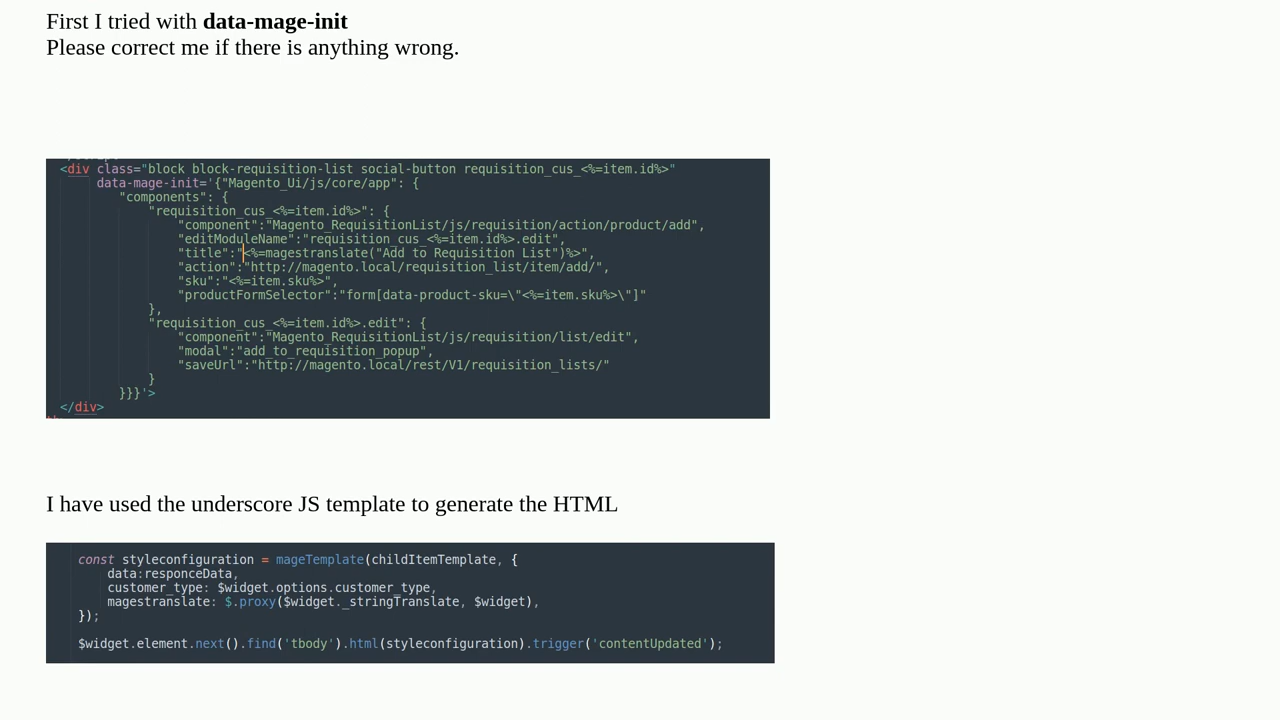 First I tried with data-mage-init
Please correct me if there is anything wrong.
<div class="block block-requisition-list social-button requisition_cus_<%=item.id%>"
data-mage-init='{"Magento_Ui/js/core/app": {
"components": {
"requisition_cus_<%=item.id%>": {
"component":"Magento_RequisitionList/js/requisition/action/product/add",
"editModuleName":"requisition_cus_<%=item.id%>.edit",
"title":"<%=magestranslate("Add to Requisition List")%>",
"action":"http://magento.local/requisition_list/item/add/",
"sku":"<%=item.sku%>",
"productFormSelector":"form[data-product-sku=\"<%=item.sku%>\"]"
},
"requisition_cus_<%=item.id%>.edit": {
"component":"Magento_RequisitionList/js/requisition/list/edit",
"modal":"add_to_requisition_popup",
"saveUrl":"http://magento.local/rest/V1/requisition_lists/"
}
}}}'>
</div>
I have used the underscore JS template to generate the HTML
const styleconfiguration = mageTemplate(childItemTemplate, {
data:responceData,
customer_type: $widget.options.customer_type,
magestranslate: $.proxy($widget._stringTranslate, $widget),
});
$widget.element.next().find('tbody').html(styleconfiguration).trigger('contentUpdated');